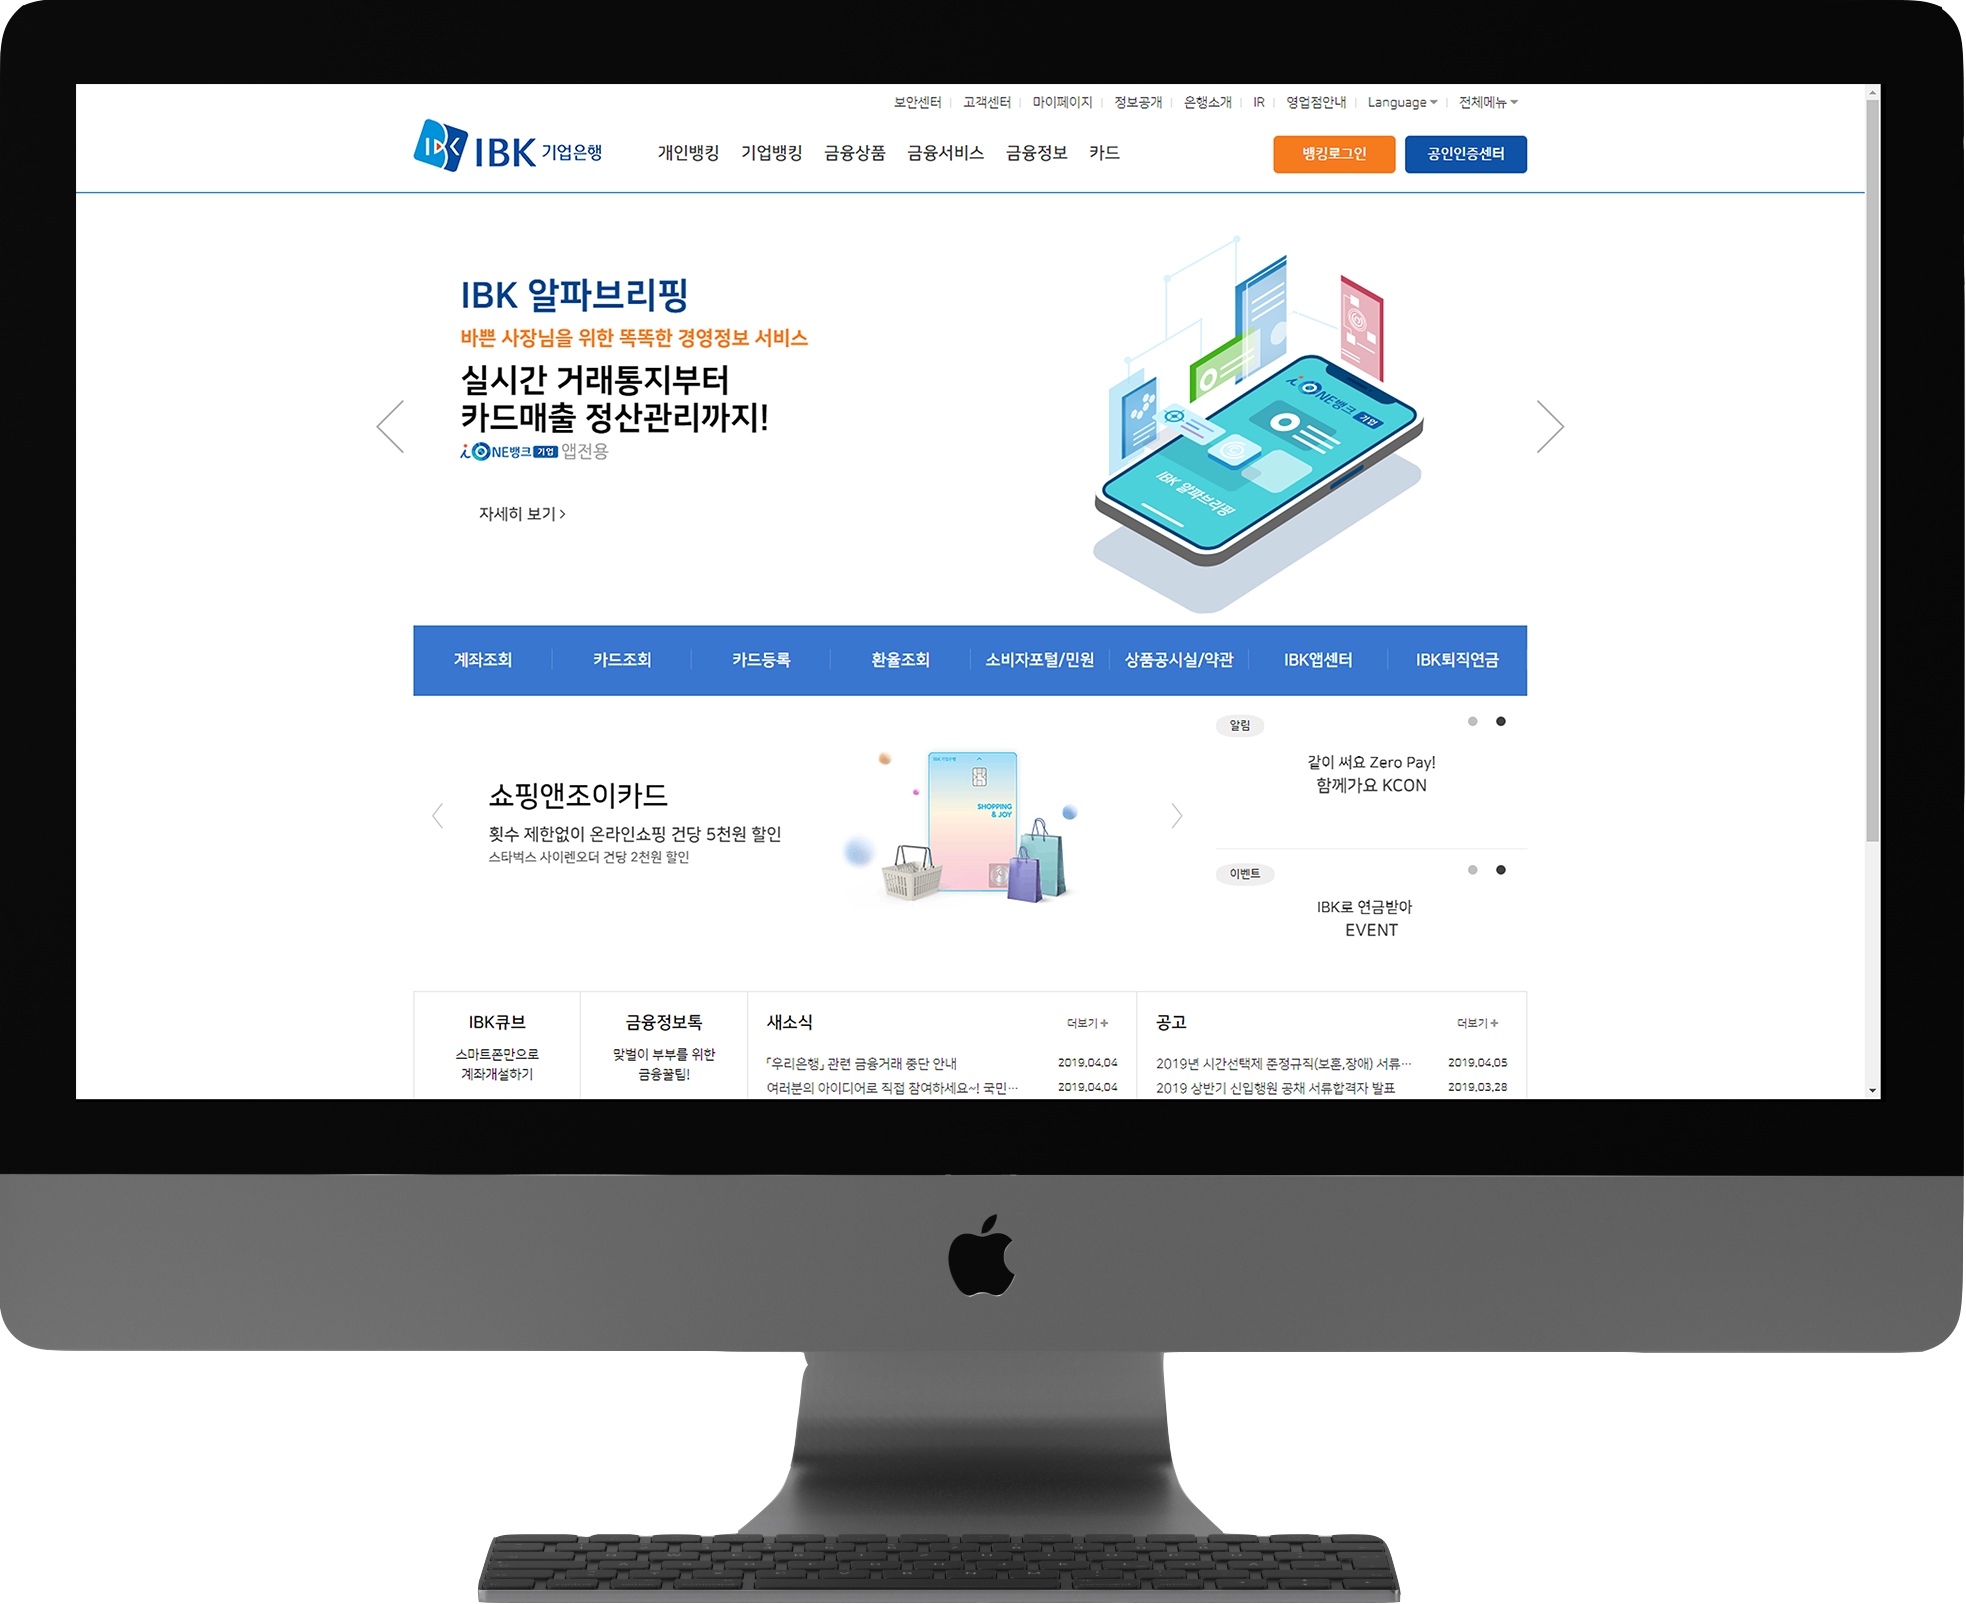 보안센터 고객센터 마이페이지 정보공개 은행소개 IR 영업점안내 Language 전체메뉴
IBK 기업은행
개인뱅킹 기업뱅킹 금융상품 금융서비스 금융정보 카드
뱅킹로그인 공인인증센터
IBK 알파브리핑
바쁜 사장님을 위한 똑똑한 경영정보 서비스
실시간 거래통지부터
카드매출 정산관리까지!
i ONE뱅크 기업 앱전용
자세히 보기 >
i ONE뱅크 기업
IBK 알파브리핑
계좌조회 카드조회 카드등록 환율조회 소비자포털/민원 상품공시실/약관 IBK앱센터 IBK퇴직연금
쇼핑앤조이카드
횟수 제한없이 온라인쇼핑 건당 5천원 할인
스타벅스 사이렌오더 건당 2천원 할인
IBK 기업은행
SHOPPING
& JOY
알림
같이 써요 Zero Pay!
함께가요 KCON
이벤트
IBK로 연금받아
EVENT
IBK큐브
스마트폰만으로
계좌개설하기
금융정보톡
맞벌이 부부를 위한
금융꿀팁!
새소식 더보기 +
「우리은행」 관련 금융거래 중단 안내 2019.04.04
여러분의 아이디어로 직접 참여하세요~! 국민… 2019.04.04
공고 더보기 +
2019년 시간선택제 준정규직(보훈,장애) 서류… 2019.04.05
2019 상반기 신입행원 공채 서류합격자 발표 2019.03.28